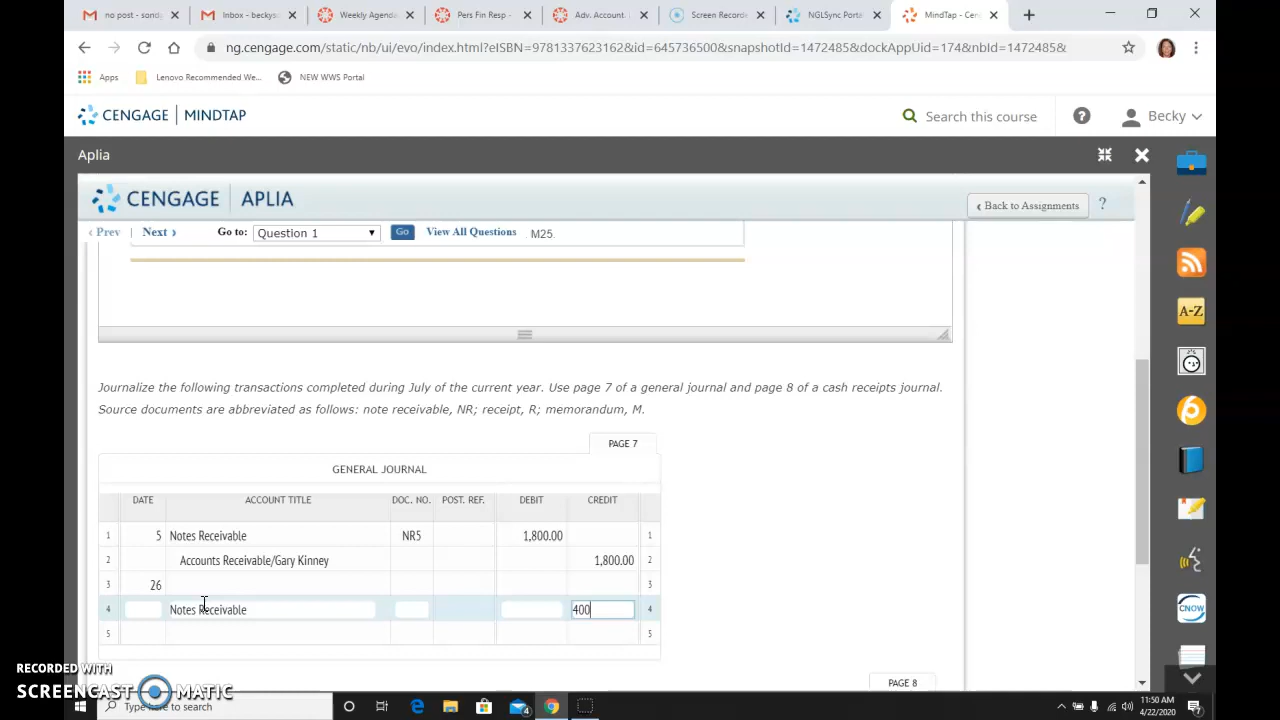 no post - sand
Inbox - beckys
Weekly Agenda
Pers Fin Resp -
Adv. Account.
Screen Recorde
NGLSync Porta
MindTap - Cen
ng.cengage.com/static/nb/ui/evo/index.html?eISBN=9781337623162&id=645736500&snapshotId=1472485&dockAppUid=174&nbId=1472485&
Apps
Lenovo Recommended We...
NEW WWS Portal
CENGAGE | MINDTAP
Search this course
?
Becky
Aplia
CENGAGE | APLIA
‹ Back to Assignments
?
‹ Prev | Next ›
Go to: Question 1
Go
View All Questions
M25.
Journalize the following transactions completed during July of the current year. Use page 7 of a general journal and page 8 of a cash receipts journal.
Source documents are abbreviated as follows: note receivable, NR; receipt, R; memorandum, M.
PAGE 7
GENERAL JOURNAL
DATE ACCOUNT TITLE DOC. NO. POST. REF. DEBIT CREDIT
1 5 Notes Receivable NR5 1,800.00 1
2 Accounts Receivable/Gary Kinney 1,800.00 2
3 26 3
4 Notes Receivable 400 4
5 5
PAGE 8
A-Z
CNOW
RECORDED WITH
SCREENCAST MATIC
Type here to search
4
11:50 AM
4/22/2020